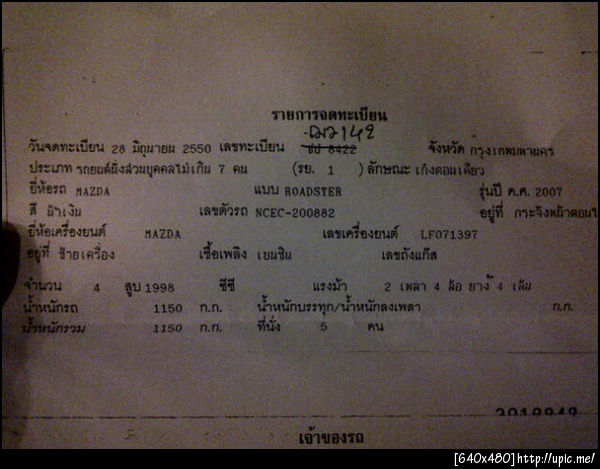 รายการจดทะเบียน
142
วันจดทะเบียน 28 มิถุนายน 2550 เลขทะเบียน 8422 จังหวัด กรุงเทพมหานคร
ประเภท รถยนต์นั่งส่วนบุคคลไม่เกิน 7 คน (รย. 1 ) ลักษณะ เก๋งตอนเดียว
ยี่ห้อรถ MAZDA แบบ ROADSTER รุ่นปี ค.ศ. 2007
สี น้ำเงิน เลขตัวรถ NCEC-200882 อยู่ที่ กระจังหน้าตอนใน
ยี่ห้อเครื่องยนต์ MAZDA เลขเครื่องยนต์ LF071397
อยู่ที่ ซ้ายเครื่อง เชื้อเพลิง เบนซิน เลขถังแก๊ส
จำนวน 4 สูบ 1998 ซีซี แรงม้า 2 เพลา 4 ล้อ ยาง 4 เส้น
น้ำหนักรถ 1150 ก.ก. น้ำหนักบรรทุก/น้ำหนักลงเพลา ก.ก.
น้ำหนักรวม 1150 ก.ก. ที่นั่ง 5 คน
เจ้าของรถ
[640x480]http://upic.me/